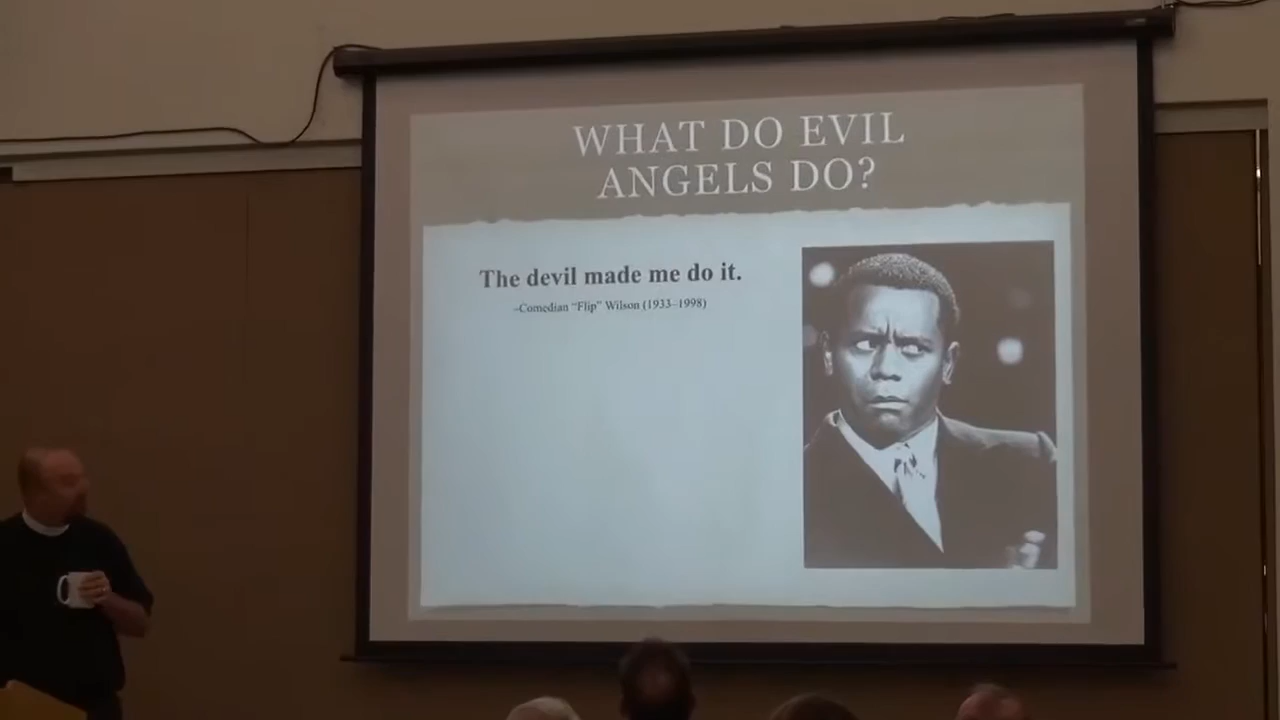 WHAT DO EVIL
ANGELS DO?
The devil made me do it.
–Comedian “Flip” Wilson (1933–1998)